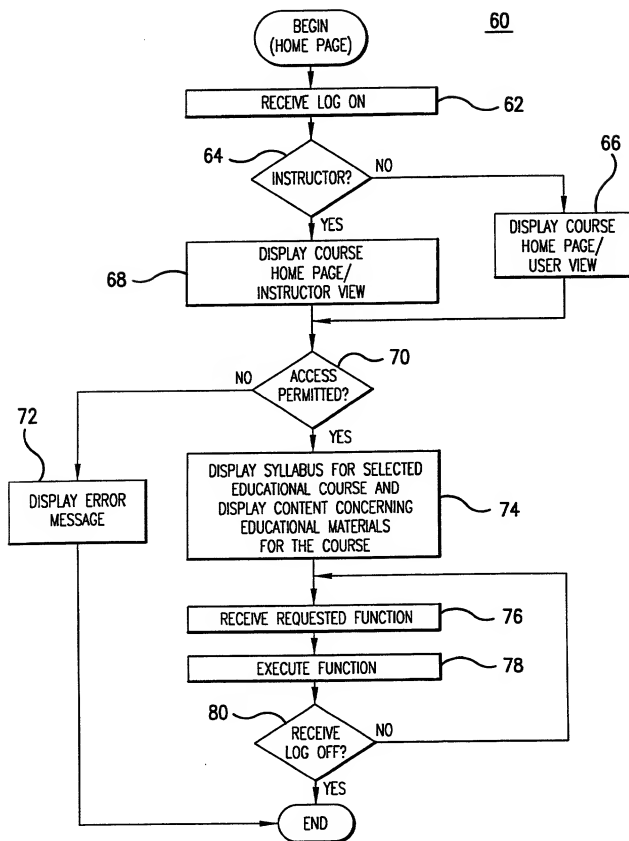 BEGIN
(HOME PAGE)
60
RECEIVE LOG ON
62
64
INSTRUCTOR?
NO
66
YES
DISPLAY COURSE
HOME PAGE/
USER VIEW
68
DISPLAY COURSE
HOME PAGE/
INSTRUCTOR VIEW
70
NO
ACCESS
PERMITTED?
72
YES
DISPLAY ERROR
MESSAGE
DISPLAY SYLLABUS FOR SELECTED
EDUCATIONAL COURSE AND
DISPLAY CONTENT CONCERNING
EDUCATIONAL MATERIALS
FOR THE COURSE
74
RECEIVE REQUESTED FUNCTION
76
EXECUTE FUNCTION
78
80
RECEIVE
LOG OFF?
NO
YES
END